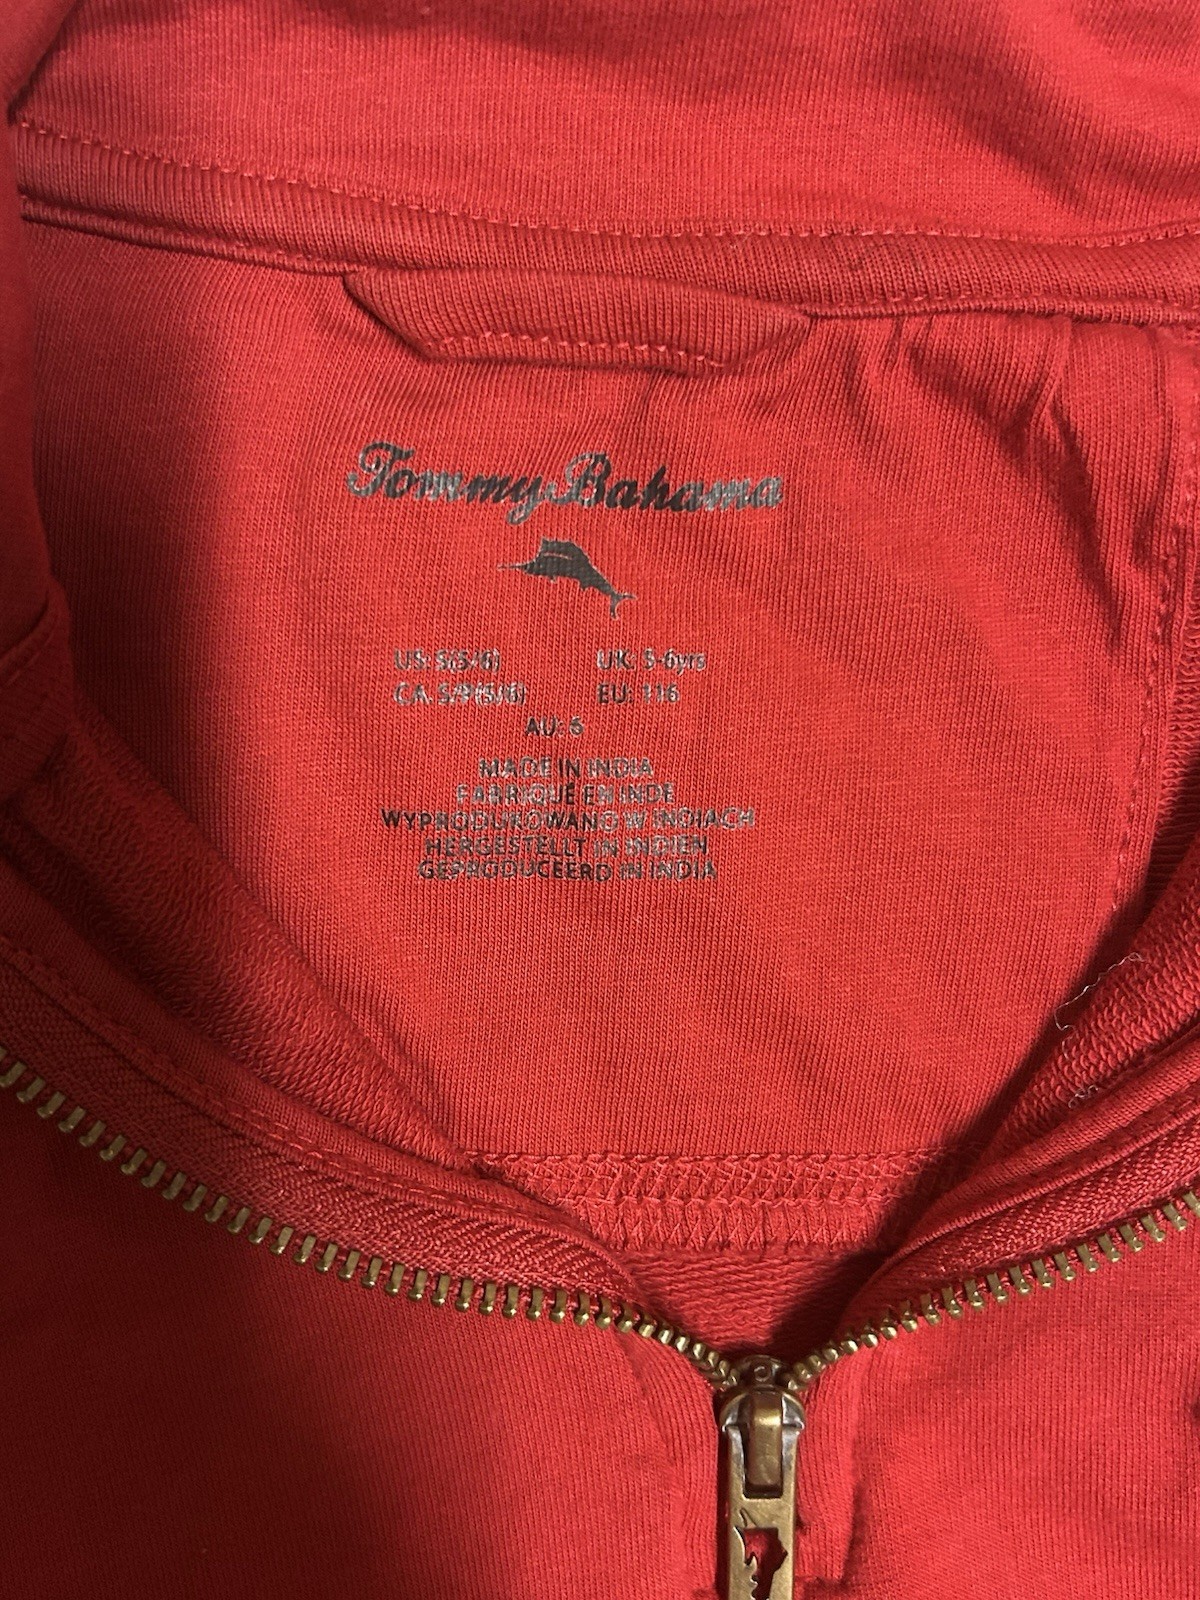 Tommy Bahama
US: S(5/6) UK: 5-6yrs
CA: S/P(5/6) EU: 116
AU: 6
MADE IN INDIA
FABRIQUÉ EN INDE
WYPRODUKOWANO W INDIACH
HERGESTELLT IN INDIEN
GEPRODUCEERD IN INDIA